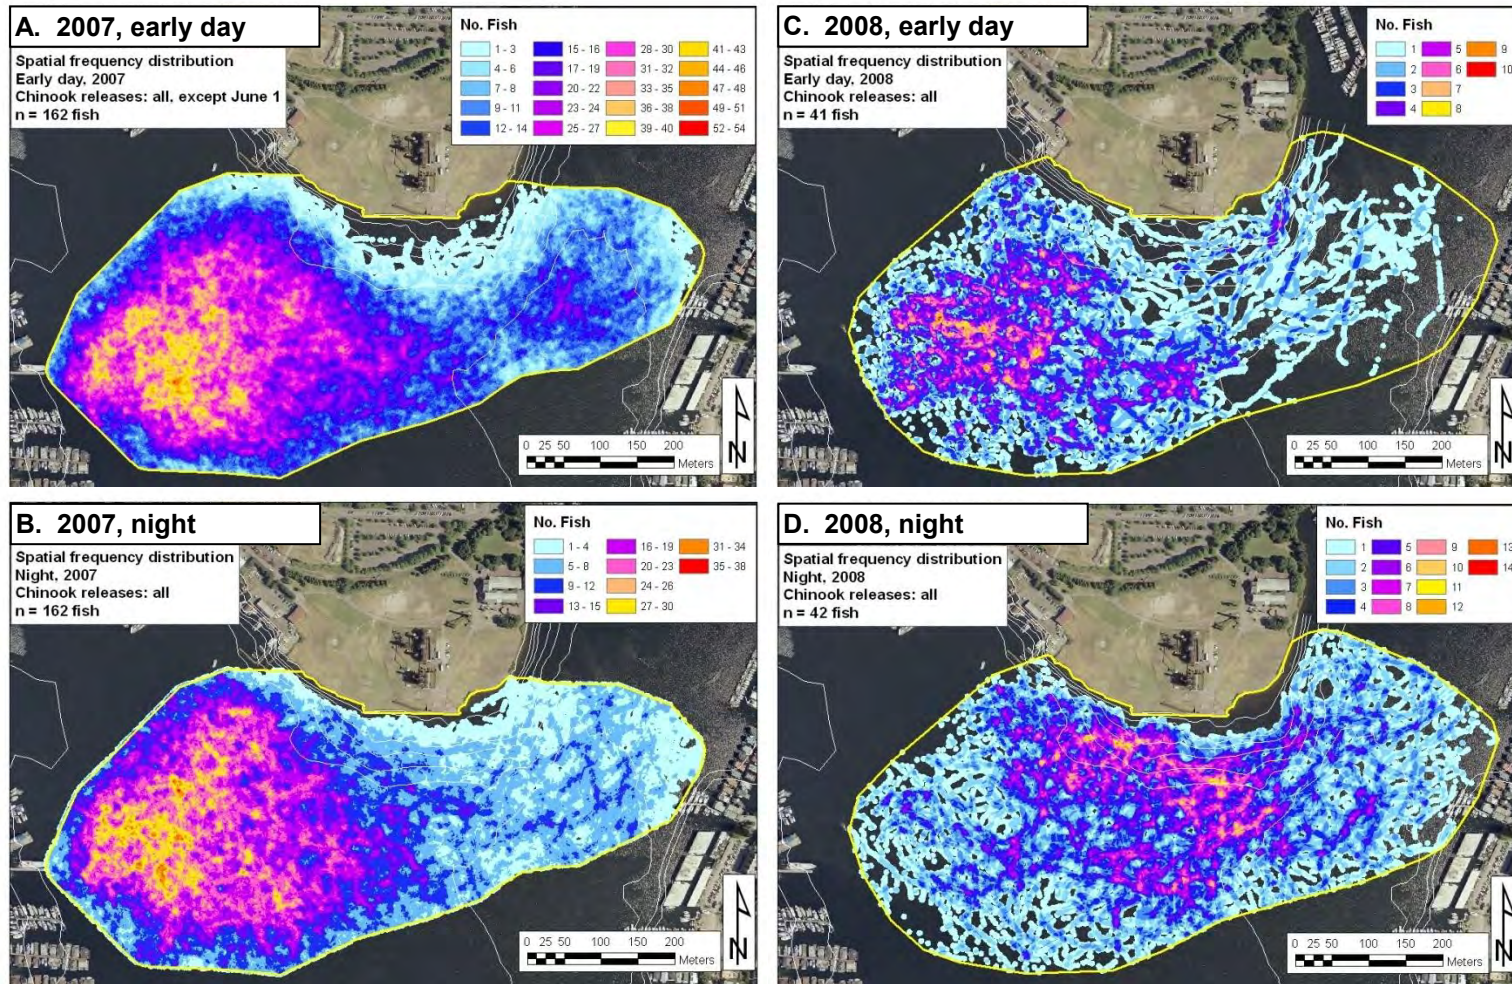 A. 2007, early day
Spatial frequency distribution
Early day, 2007
Chinook releases: all, except June 1
n = 162 fish
No. Fish
1 - 3 15 - 16 28 - 30 41 - 43
4 - 6 17 - 19 31 - 32 44 - 46
7 - 8 20 - 22 33 - 35 47 - 48
9 - 11 23 - 24 36 - 38 49 - 51
12 - 14 25 - 27 39 - 40 52 - 54
0 25 50 100 150 200
Meters
N
C. 2008, early day
Spatial frequency distribution
Early day, 2008
Chinook releases: all
n = 41 fish
No. Fish
1 5 9
2 6 10
3 7
4 8
0 25 50 100 150 200
Meters
N
B. 2007, night
Spatial frequency distribution
Night, 2007
Chinook releases: all
n = 162 fish
No. Fish
1 - 4 16 - 19 31 - 34
5 - 8 20 - 23 35 - 38
9 - 12 24 - 26
13 - 15 27 - 30
0 25 50 100 150 200
Meters
N
D. 2008, night
Spatial frequency distribution
Night, 2008
Chinook releases: all
n = 42 fish
No. Fish
1 5 9 13
2 6 10 14
3 7 11
4 8 12
0 25 50 100 150 200
Meters
N